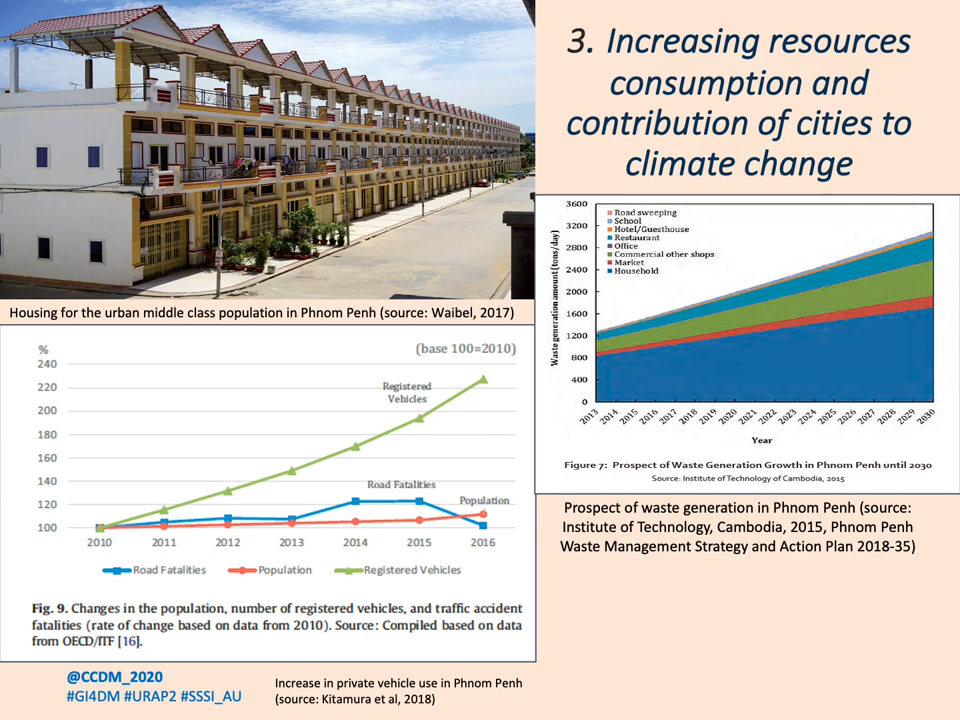 3. Increasing resources
consumption and
contribution of cities to
climate change
Housing for the urban middle class population in Phnom Penh (source: Waibel, 2017)
%
(base 100=2010)
240
220
200
180
160
140
120
100
Registered
Vehicles
Road Fatalities
Population
2010 2011 2012 2013 2014 2015 2016
Road Fatalities Population Registered Vehicles
Fig. 9. Changes in the population, number of registered vehicles, and traffic accident
fatalities (rate of change based on data from 2010). Source: Compiled based on data
from OECD/ITF [16].
@CCDM_2020
#GI4DM #URAP2 #SSSI_AU
Increase in private vehicle use in Phnom Penh
(source: Kitamura et al, 2018)
Waste generation amount (tons/day)
3600
3200
2800
2400
2000
1600
1200
800
400
0
Road sweeping
School
Hotel/Guesthouse
Restaurant
Office
Commercial other shops
Market
Household
2013 2014 2015 2016 2017 2018 2019 2020 2021 2022 2023 2024 2025 2026 2027 2028 2029 2030
Year
Figure 7: Prospect of Waste Generation Growth in Phnom Penh until 2030
Source: Institute of Technology of Cambodia, 2015
Prospect of waste generation in Phnom Penh (source:
Institute of Technology, Cambodia, 2015, Phnom Penh
Waste Management Strategy and Action Plan 2018-35)